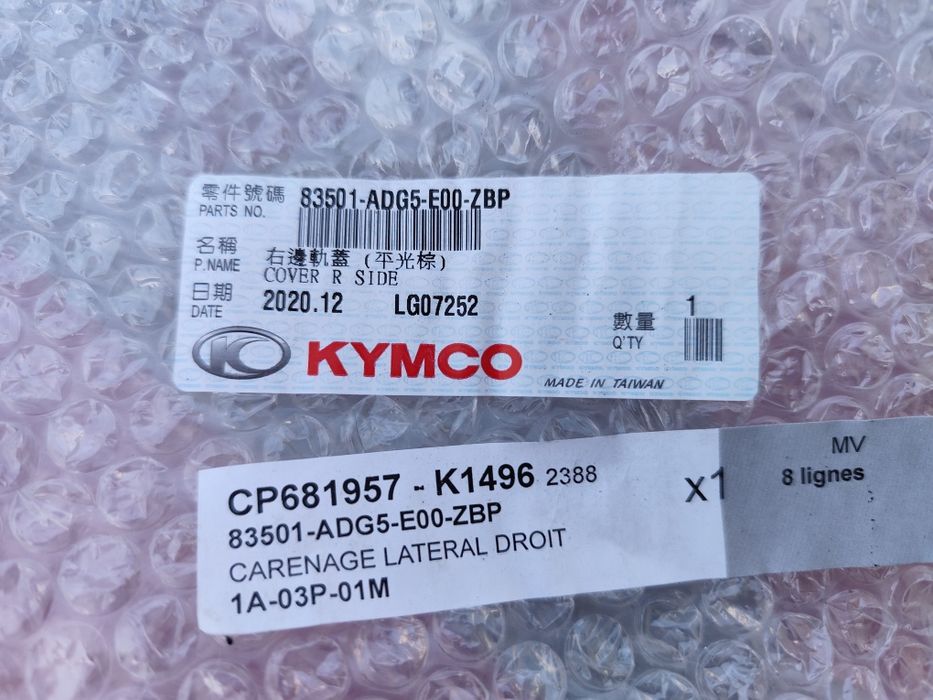 零件號碼 83501-ADG5-E00-ZBP
PARTS NO.
名稱 右邊軌蓋 (平光棕)
P.NAME COVER R SIDE
日期 2020.12 LG07252
DATE
數量 1
Q'TY
KYMCO
MADE IN TAIWAN
CP681957 - K1496 2388 x1
83501-ADG5-E00-ZBP
CARENAGE LATERAL DROIT
1A-03P-01M
MV
8 lignes